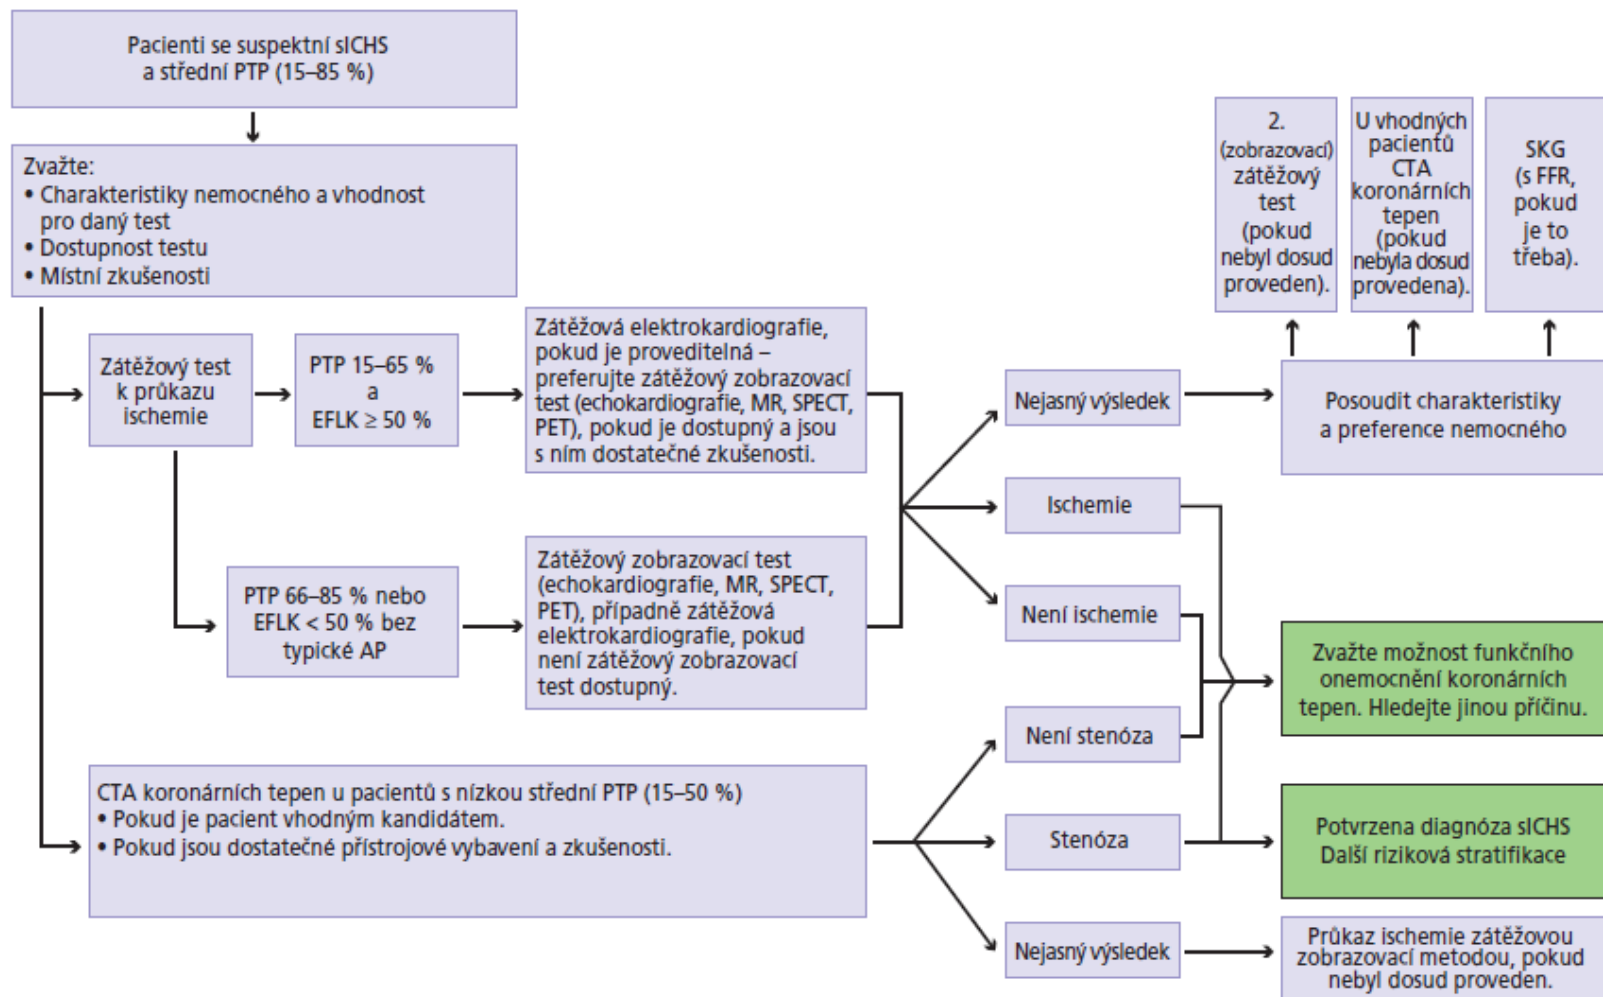 Pacienti se suspektní sICHS
a střední PTP (15–85 %)
Zvažte:
• Charakteristiky nemocného a vhodnost
pro daný test
• Dostupnost testu
• Místní zkušenosti
Zátěžový test
k průkazu
ischemie
PTP 15–65 %
a
EFLK ≥ 50 %
Zátěžová elektrokardiografie,
pokud je proveditelná –
preferujte zátěžový zobrazovací
test (echokardiografie, MR, SPECT,
PET), pokud je dostupný a jsou
s ním dostatečné zkušenosti.
PTP 66–85 % nebo
EFLK < 50 % bez
typické AP
Zátěžový zobrazovací test
(echokardiografie, MR, SPECT,
PET), případně zátěžová
elektrokardiografie, pokud
není zátěžový zobrazovací
test dostupný.
CTA koronárních tepen u pacientů s nízkou střední PTP (15–50 %)
• Pokud je pacient vhodným kandidátem.
• Pokud jsou dostatečné přístrojové vybavení a zkušenosti.
Nejasný výsledek
Ischemie
Není ischemie
Není stenóza
Stenóza
Nejasný výsledek
2.
(zobrazovací)
zátěžový
test
(pokud
nebyl dosud
proveden).
U vhodných
pacientů
CTA
koronárních
tepen
(pokud
nebyla dosud
provedena).
SKG
(s FFR,
pokud
je to
třeba).
Posoudit charakteristiky
a preference nemocného
Zvažte možnost funkčního
onemocnění koronárních
tepen. Hledejte jinou příčinu.
Potvrzena diagnóza sICHS
Další riziková stratifikace
Průkaz ischemie zátěžovou
zobrazovací metodou, pokud
nebyl dosud proveden.